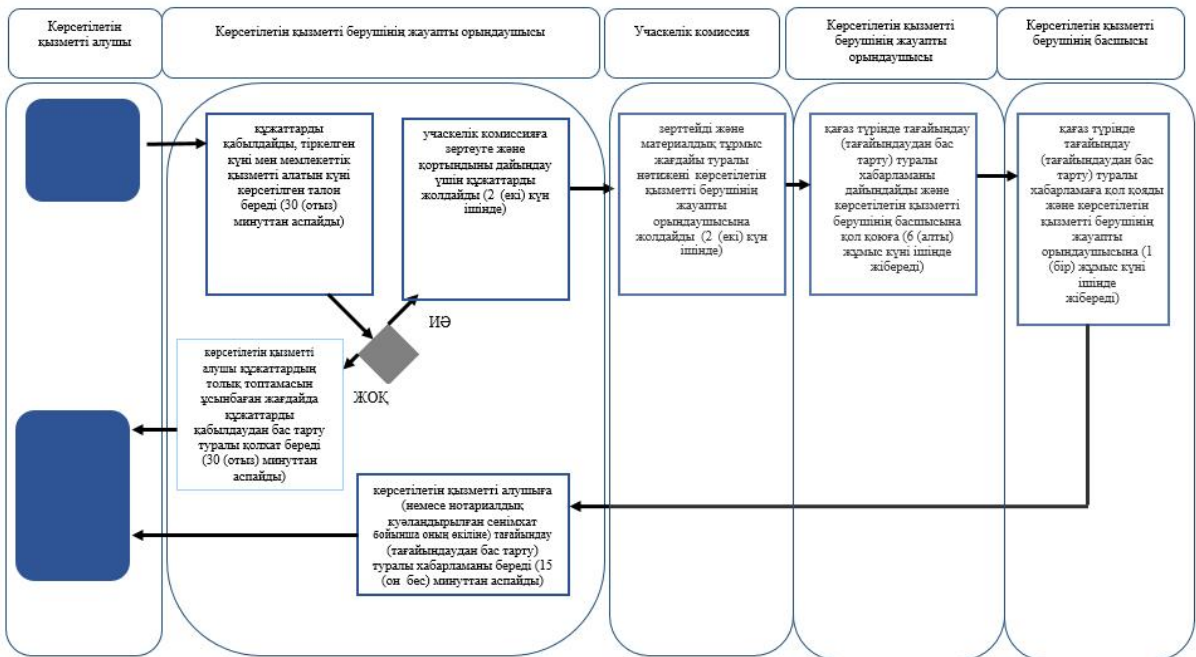 Көрсетілетін
қызметті алушы
Көрсетілетін қызметті берушінің жауапты орындаушысы
Учаскелік комиссия
Көрсетілетін қызметті
берушінің жауапты
орындаушысы
Көрсетілетін қызметті
берушінің басшысы
құжаттарды
қабылдайды, тіркелген
күні мен мемлекеттік
қызметті алатын күні
көрсетілген талон
береді (30 (отыз)
минуттан аспайды)
учаскелік комиссияға
зертеуге және
қортындыны дайындау
үшін құжаттарды
жолдайды (2 (екі) күн
ішінде)
зерттейді және
материалдық тұрмыс
жағдайы туралы
нәтижені көрсетілетін
қызметті берушінің
жауапты
орындаушысына
жолдайды (2 (екі) күн
ішінде)
қағаз түрінде тағайындау
(тағайындаудан бас
тарту) туралы
хабарламаны
дайындайды және
көрсетілетін қызметті
берушінің басшысына
қол қоюға (6 (алты)
жұмыс күні ішінде
жібереді)
қағаз түрінде
тағайындау
(тағайындаудан бас
тарту) туралы
хабарламаға қол қояды
және көрсетілетін
қызметті берушінің
жауапты
орындаушысына (1
(бір) жұмыс күні
ішінде
жібереді)
ИӘ
ЖОҚ
көрсетілетін қызметті
алушы құжаттардың
толық топтамасын
ұсынбаған жағдайда
құжаттарды
қабылдаудан бас тарту
туралы қолхат береді
(30 (отыз) минуттан
аспайды)
көрсетілетін қызметті алушыға
(немесе нотариалдық
куәландырылған сенімхат
бойынша оның өкіліне) тағайындау
(тағайындаудан бас тарту)
туралы хабарламаны береді (15
(он бес) минуттан аспайды)